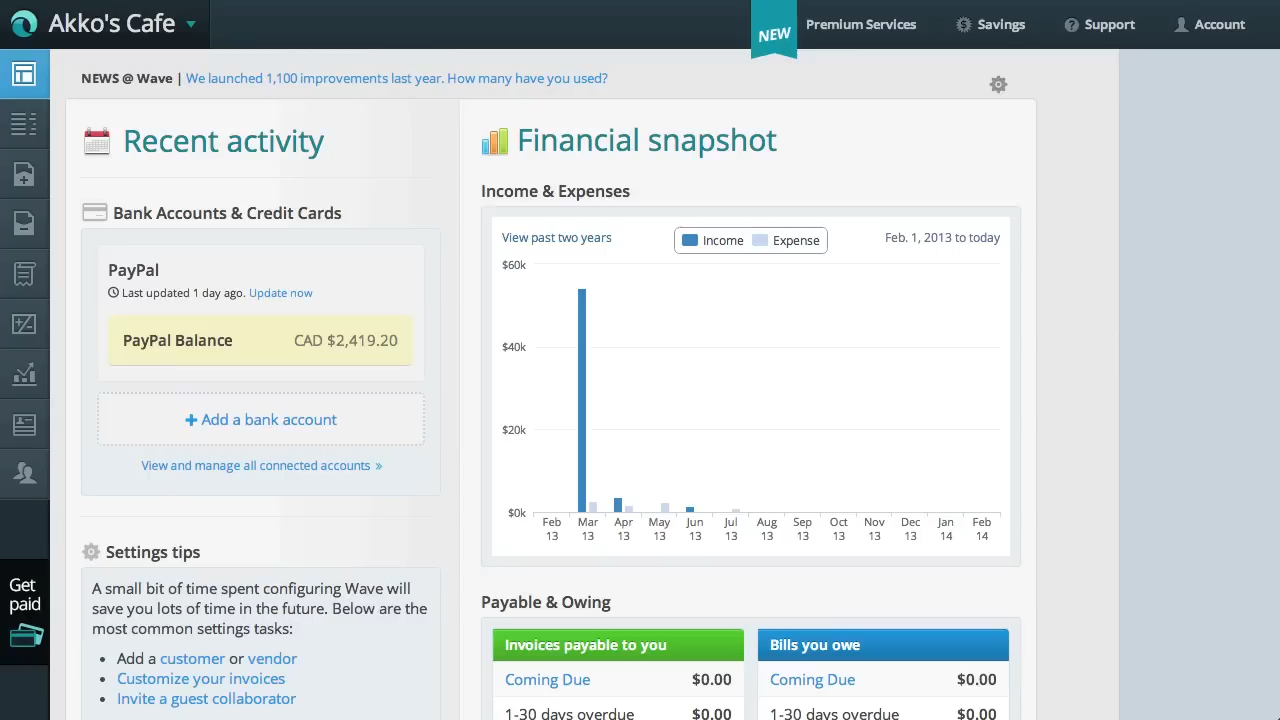 Akko's Cafe
NEW
Premium Services
Savings
Support
Account
NEWS @ Wave | We launched 1,100 improvements last year. How many have you used?
Recent activity
Bank Accounts & Credit Cards
PayPal
Last updated 1 day ago. Update now
PayPal Balance CAD $2,419.20
Add a bank account
View and manage all connected accounts »
Settings tips
A small bit of time spent configuring Wave will
save you lots of time in the future. Below are the
most common settings tasks:
• Add a customer or vendor
• Customize your invoices
• Invite a guest collaborator
Get
paid
Financial snapshot
Income & Expenses
View past two years
Income Expense
Feb. 1, 2013 to today
$60k
$40k
$20k
$0k
Feb Mar Apr May Jun Jul Aug Sep Oct Nov Dec Jan Feb
13 13 13 13 13 13 13 13 13 13 13 14 14
Payable & Owing
Invoices payable to you
Coming Due $0.00
1-30 days overdue $0.00
Bills you owe
Coming Due $0.00
1-30 days overdue $0.00